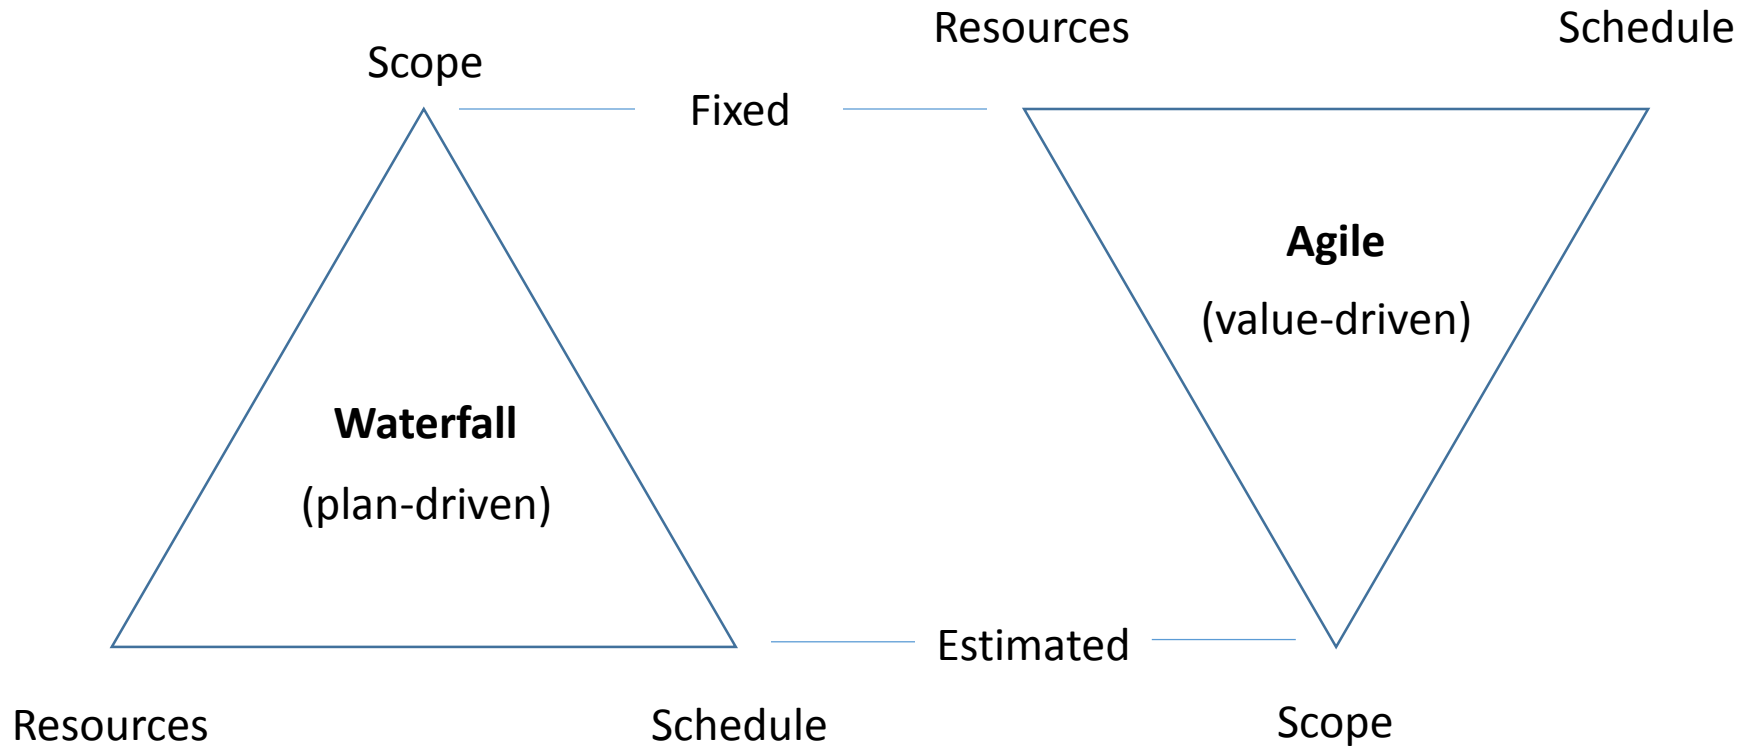 Resources
Schedule
Scope
Fixed
Agile
(value-driven)
Waterfall
(plan-driven)
Estimated
Resources
Schedule
Scope